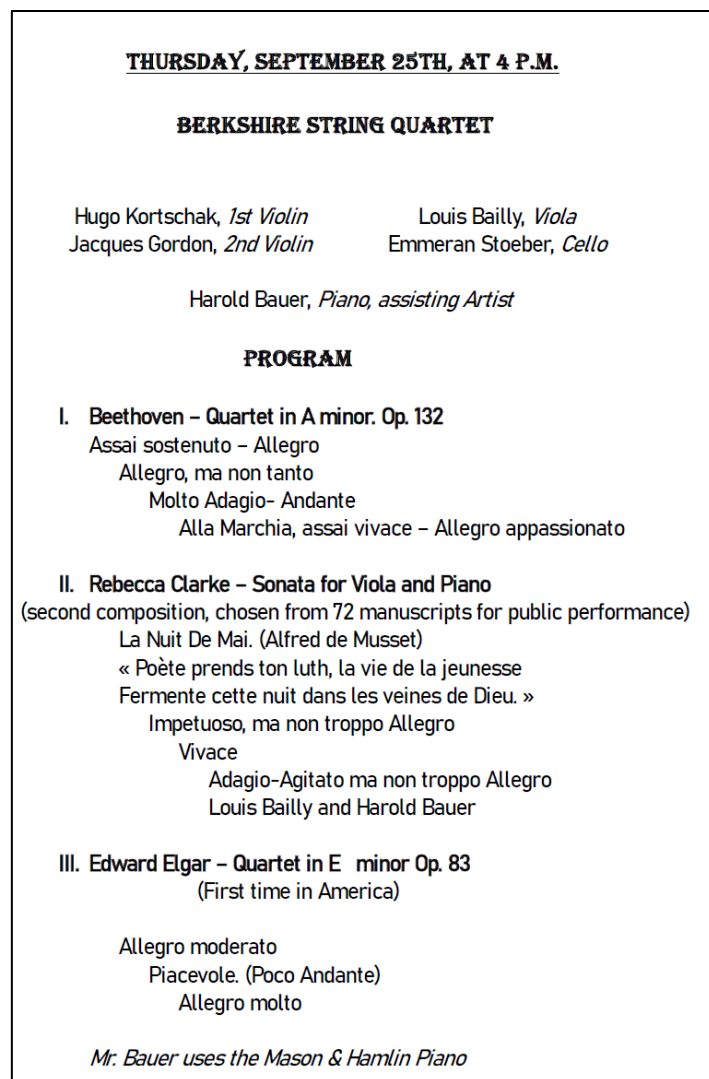 THURSDAY, SEPTEMBER 25TH, AT 4 P.M.
BERKSHIRE STRING QUARTET
Hugo Kortschak, 1st Violin
Louis Bailly, Viola
Jacques Gordon, 2nd Violin
Emmeran Stoeber, Cello
Harold Bauer, Piano, assisting Artist
PROGRAM
I. Beethoven – Quartet in A minor. Op. 132
Assai sostenuto – Allegro
Allegro, ma non tanto
Molto Adagio- Andante
Alla Marchia, assai vivace – Allegro appassionato
II. Rebecca Clarke – Sonata for Viola and Piano
(second composition, chosen from 72 manuscripts for public performance)
La Nuit De Mai. (Alfred de Musset)
« Poète prends ton luth, la vie de la jeunesse
Fermente cette nuit dans les veines de Dieu. »
Impetuoso, ma non troppo Allegro
Vivace
Adagio-Agitato ma non troppo Allegro
Louis Bailly and Harold Bauer
III. Edward Elgar – Quartet in E minor Op. 83
(First time in America)
Allegro moderato
Piacevole. (Poco Andante)
Allegro molto
Mr. Bauer uses the Mason & Hamlin Piano